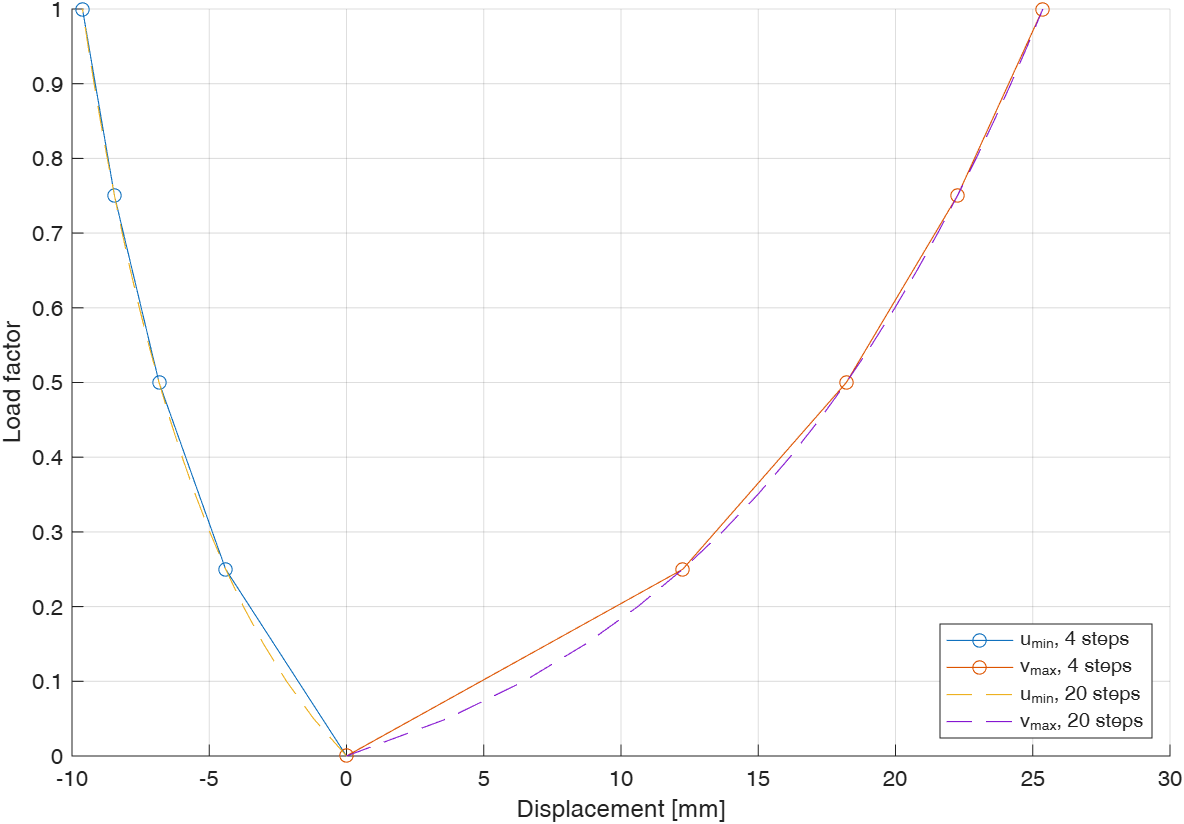 1
0.9
0.8
0.7
0.6
0.5
0.4
0.3
0.2
0.1
0
-10 -5 0 5 10 15 20 25 30
Load factor
Displacement [mm]
umin, 4 steps
vmax, 4 steps
umin, 20 steps
vmax, 20 steps